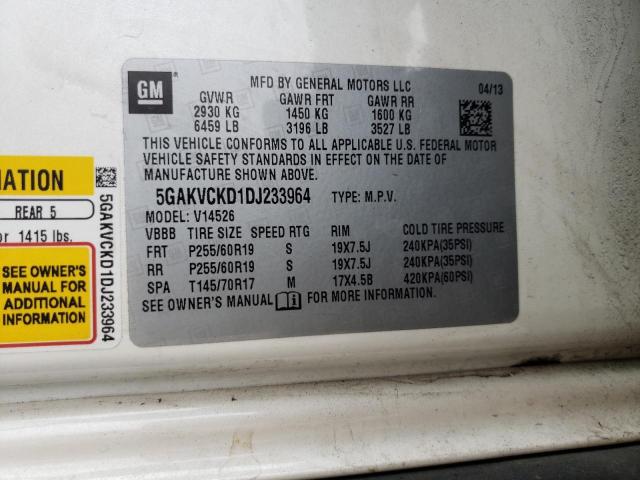 GM
MFD BY GENERAL MOTORS LLC
04/13
GVWR GAWR FRT GAWR RR
2930 KG 1450 KG 1600 KG
6459 LB 3196 LB 3527 LB
THIS VEHICLE CONFORMS TO ALL APPLICABLE U.S. FEDERAL MOTOR
VEHICLE SAFETY STANDARDS IN EFFECT ON THE DATE OF
MANUFACTURE SHOWN ABOVE.
5GAKVCKD1DJ233964 TYPE: M.P.V.
MODEL: V14526
VBBB TIRE SIZE SPEED RTG RIM COLD TIRE PRESSURE
FRT P255/60R19 S 19X7.5J 240KPA(35PSI)
RR P255/60R19 S 19X7.5J 240KPA(35PSI)
SPA T145/70R17 M 17X4.5B 420KPA(60PSI)
SEE OWNER'S MANUAL FOR MORE INFORMATION.
REAR 5
or 1415 lbs.
SEE OWNER'S
MANUAL FOR
ADDITIONAL
INFORMATION
5GAKVCKD1DJ233964